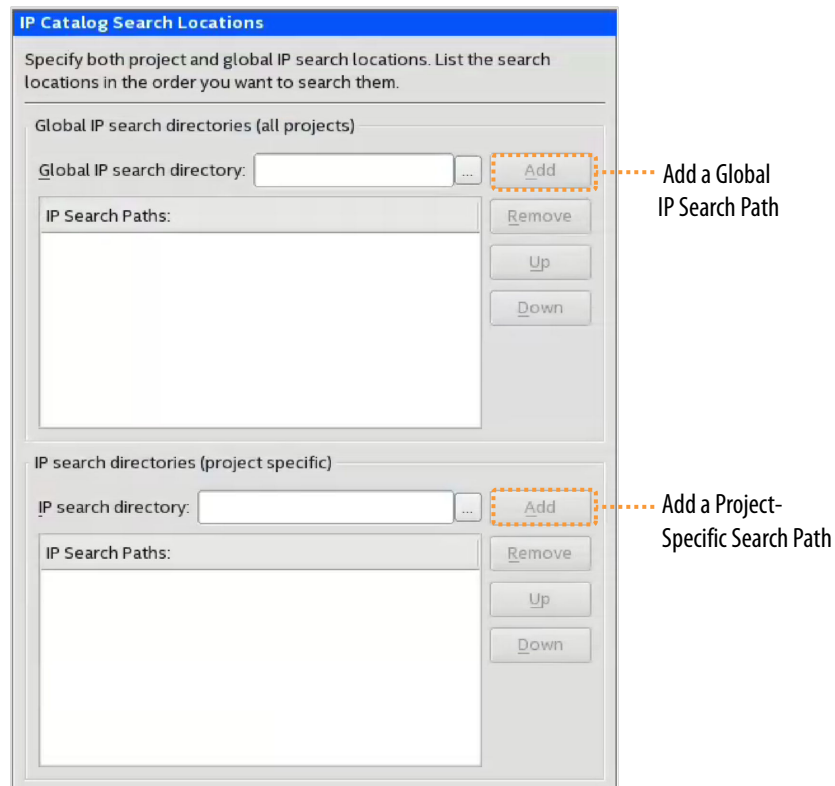 IP Catalog Search Locations
Specify both project and global IP search locations. List the search
locations in the order you want to search them.
Global IP search directories (all projects)
Global IP search directory:
...
Add
Add a Global
IP Search Path
IP Search Paths:
Remove
Up
Down
IP search directories (project specific)
IP search directory:
...
Add
Add a Project-
Specific Search Path
IP Search Paths:
Remove
Up
Down